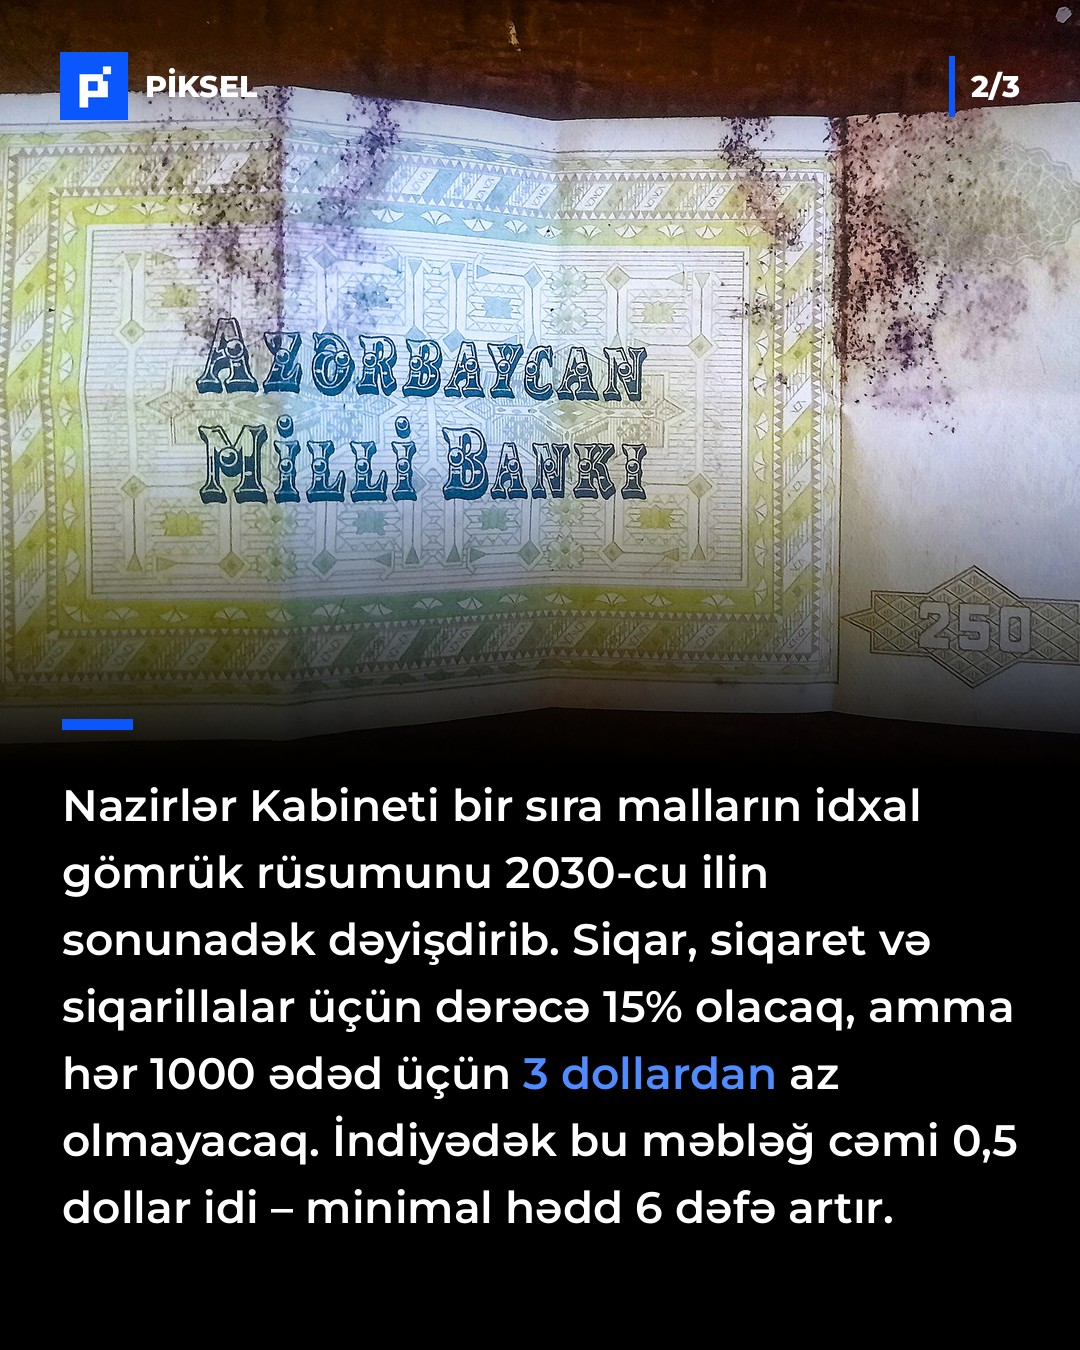 PİKSEL
2/3
AZƏRBAYCAN
MİLLİ BANKI
250
Nazirlər Kabineti bir sıra malların idxal
gömrük rüsumunu 2030-cu ilin
sonunadək dəyişdirib. Siqar, siqaret və
siqarillalar üçün dərəcə 15% olacaq, amma
hər 1000 ədəd üçün 3 dollardan az
olmayacaq. İndiyədək bu məbləğ cəmi 0,5
dollar idi – minimal hədd 6 dəfə artır.